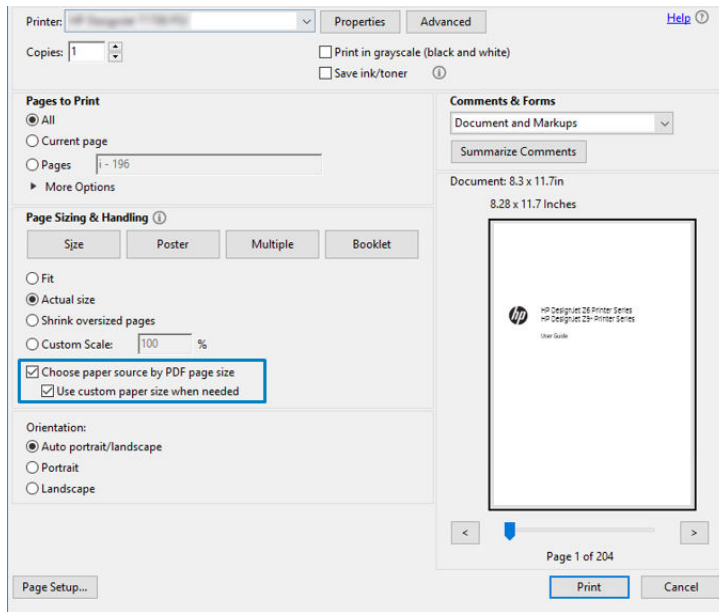 Printer:
Properties
Advanced
Help
Copies: 1
Print in grayscale (black and white)
Save ink/toner
Pages to Print
All
Current page
Pages i - 196
More Options
Comments & Forms
Document and Markups
Summarize Comments
Page Sizing & Handling
Size Poster Multiple Booklet
Fit
Actual size
Shrink oversized pages
Custom Scale: 100 %
Choose paper source by PDF page size
Use custom paper size when needed
Orientation:
Auto portrait/landscape
Portrait
Landscape
Document: 8.3 x 11.7in
8.28 x 11.7 Inches
hp
HP DesignJet Z6 Printer Series
HP DesignJet Z9+ Printer Series
User Guide
< >
Page 1 of 204
Page Setup...
Print
Cancel